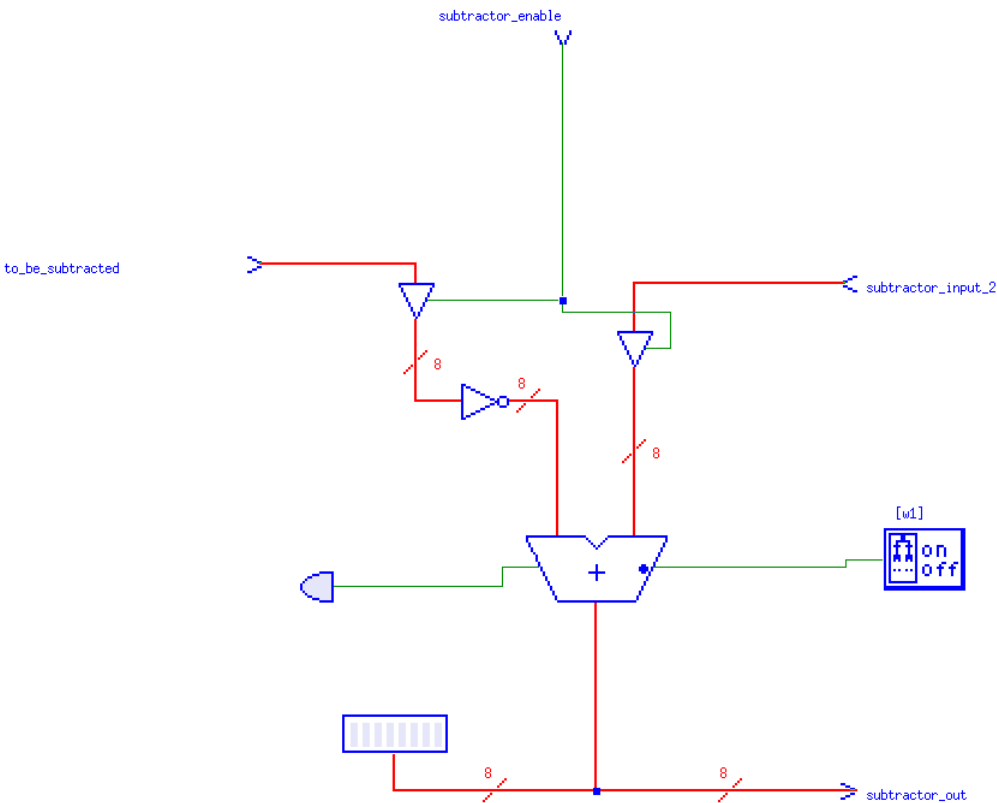 subtractor_enable
to_be_subtracted
subtractor_input_2
8
8
8
[w1]
+
on
off
8
8
subtractor_out